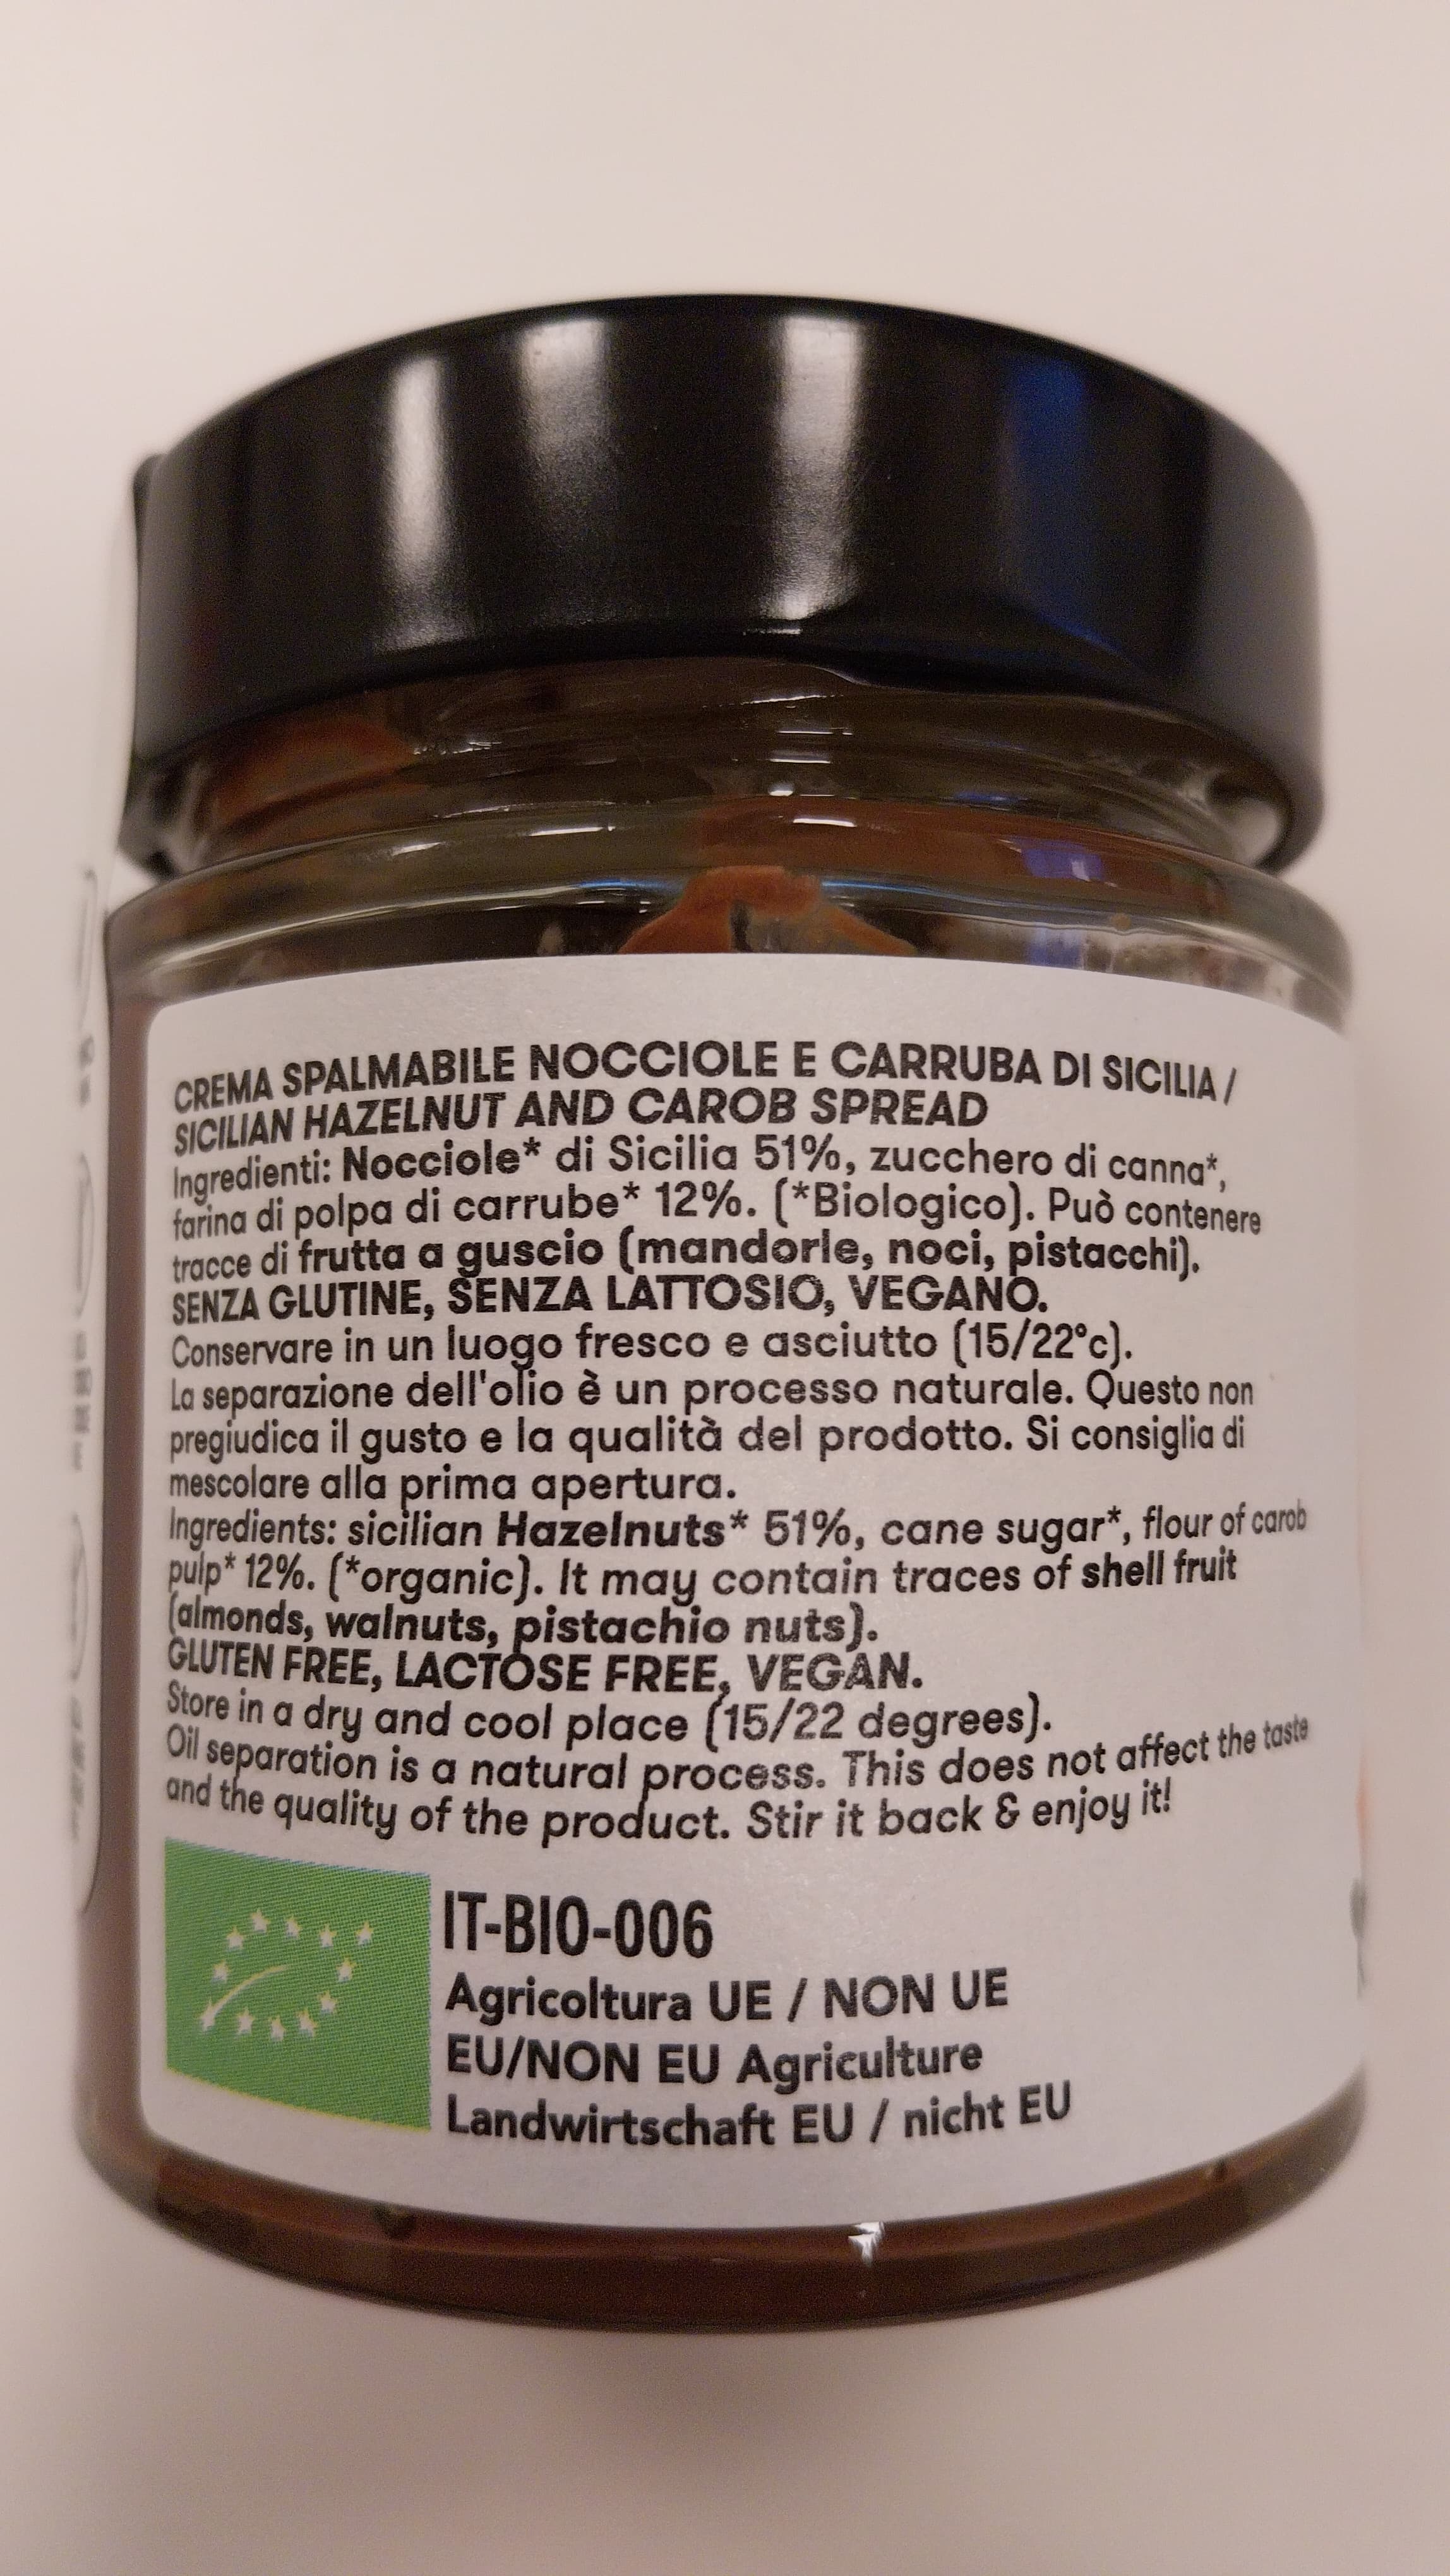 CREMA SPALMABILE NOCCIOLE E CARRUBA DI SICILIA /
SICILIAN HAZELNUT AND CAROB SPREAD
Ingredienti: Nocciole* di Sicilia 51%, zucchero di canna*,
farina di polpa di carrube* 12%. (*Biologico). Può contenere
tracce di frutta a guscio (mandorle, noci, pistacchi).
SENZA GLUTINE, SENZA LATTOSIO, VEGANO.
Conservare in un luogo fresco e asciutto (15/22°c).
La separazione dell'olio è un processo naturale. Questo non
pregiudica il gusto e la qualità del prodotto. Si consiglia di
mescolare alla prima apertura.
Ingredients: sicilian Hazelnuts* 51%, cane sugar*, flour of carob
pulp* 12%. (*organic). It may contain traces of shell fruit
(almonds, walnuts, pistachio nuts).
GLUTEN FREE, LACTOSE FREE, VEGAN.
Store in a dry and cool place (15/22 degrees).
Oil separation is a natural process. This does not affect the taste
and the quality of the product. Stir it back & enjoy it!
IT-BIO-006
Agricoltura UE / NON UE
EU/NON EU Agriculture
Landwirtschaft EU / nicht EU